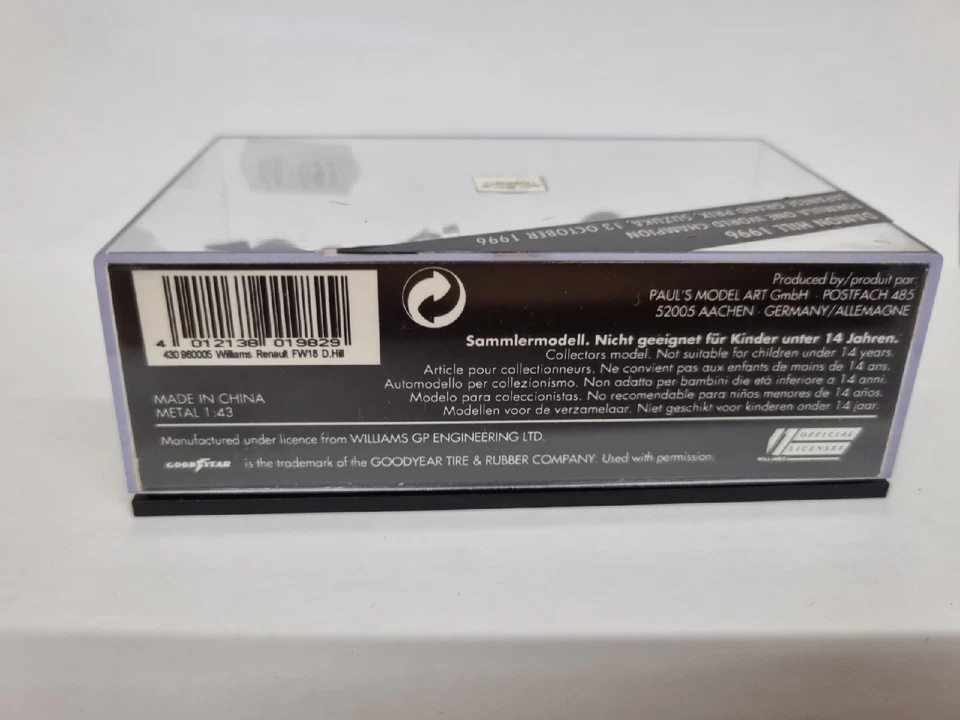 DAMON HILL 1996
FORMULA ONE WORLD CHAMPION
JAPANESE GRAND PRIX, SUZUKA, 13 OCTOBER 1996
4 012138 019829
430 960005 Williams Renault FW18 D.Hill
Produced by/produit par:
PAUL'S MODEL ART GmbH · POSTFACH 485
52005 AACHEN · GERMANY/ALLEMAGNE
Sammlermodell. Nicht geeignet für Kinder unter 14 Jahren.
Collectors model. Not suitable for children under 14 years.
Article pour collectionneurs. Ne convient pas aux enfants de moins de 14 ans.
Automodello per collezionismo. Non adatto per bambini die età inferiore a 14 anni.
Modelo para coleccionistas. No recomendable para niños menores de 14 años.
Modellen voor de verzamelaar. Niet geschikt voor kinderen onder 14 jaar.
MADE IN CHINA
METAL 1:43
Manufactured under licence from WILLIAMS GP ENGINEERING LTD.
GOODYEAR is the trademark of the GOODYEAR TIRE & RUBBER COMPANY. Used with permission.
OFFICIAL
LICENSEE
WILLIAMS